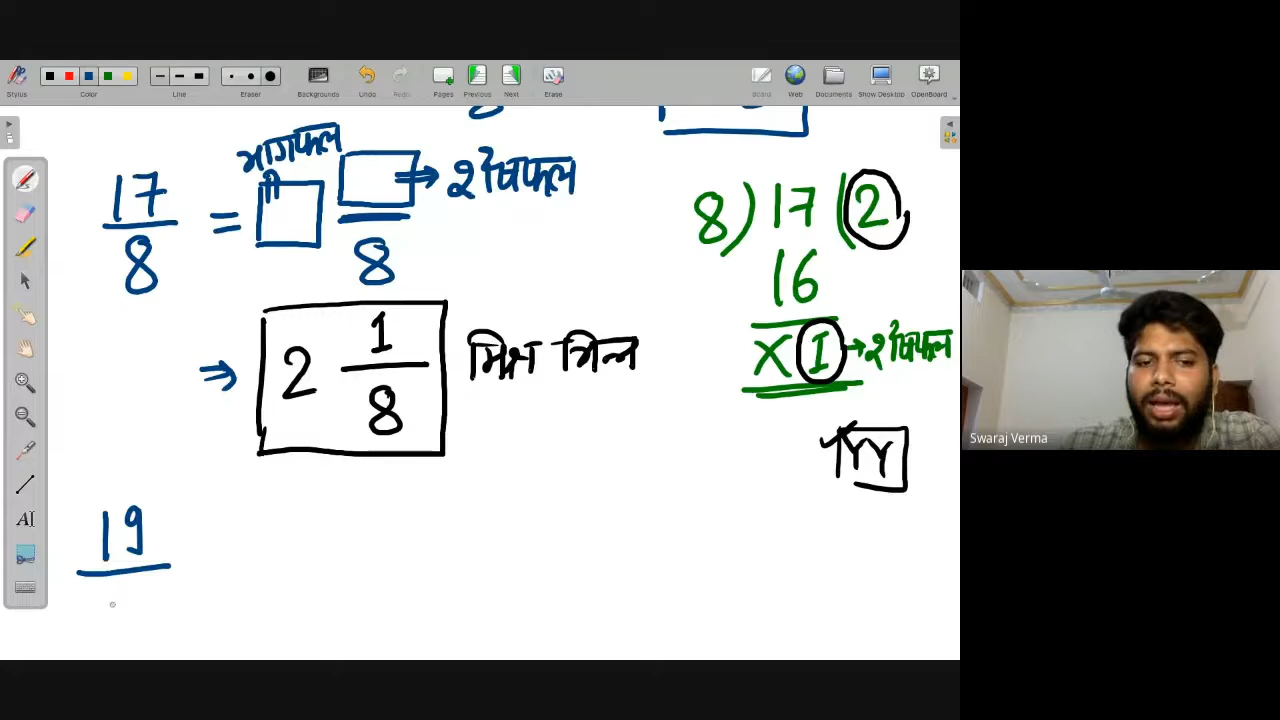 Stylus Color Line Eraser Backgrounds Undo Redo Pages Previous Next Erase Board Web Documents Show Desktop OpenBoard
भागफल
17/8 = 8 → शेषफल
8) 17 (2
16
X 1 → शेषफल
⇒ 2 1/8 मिश्र भिन्न
19
Swaraj Verma